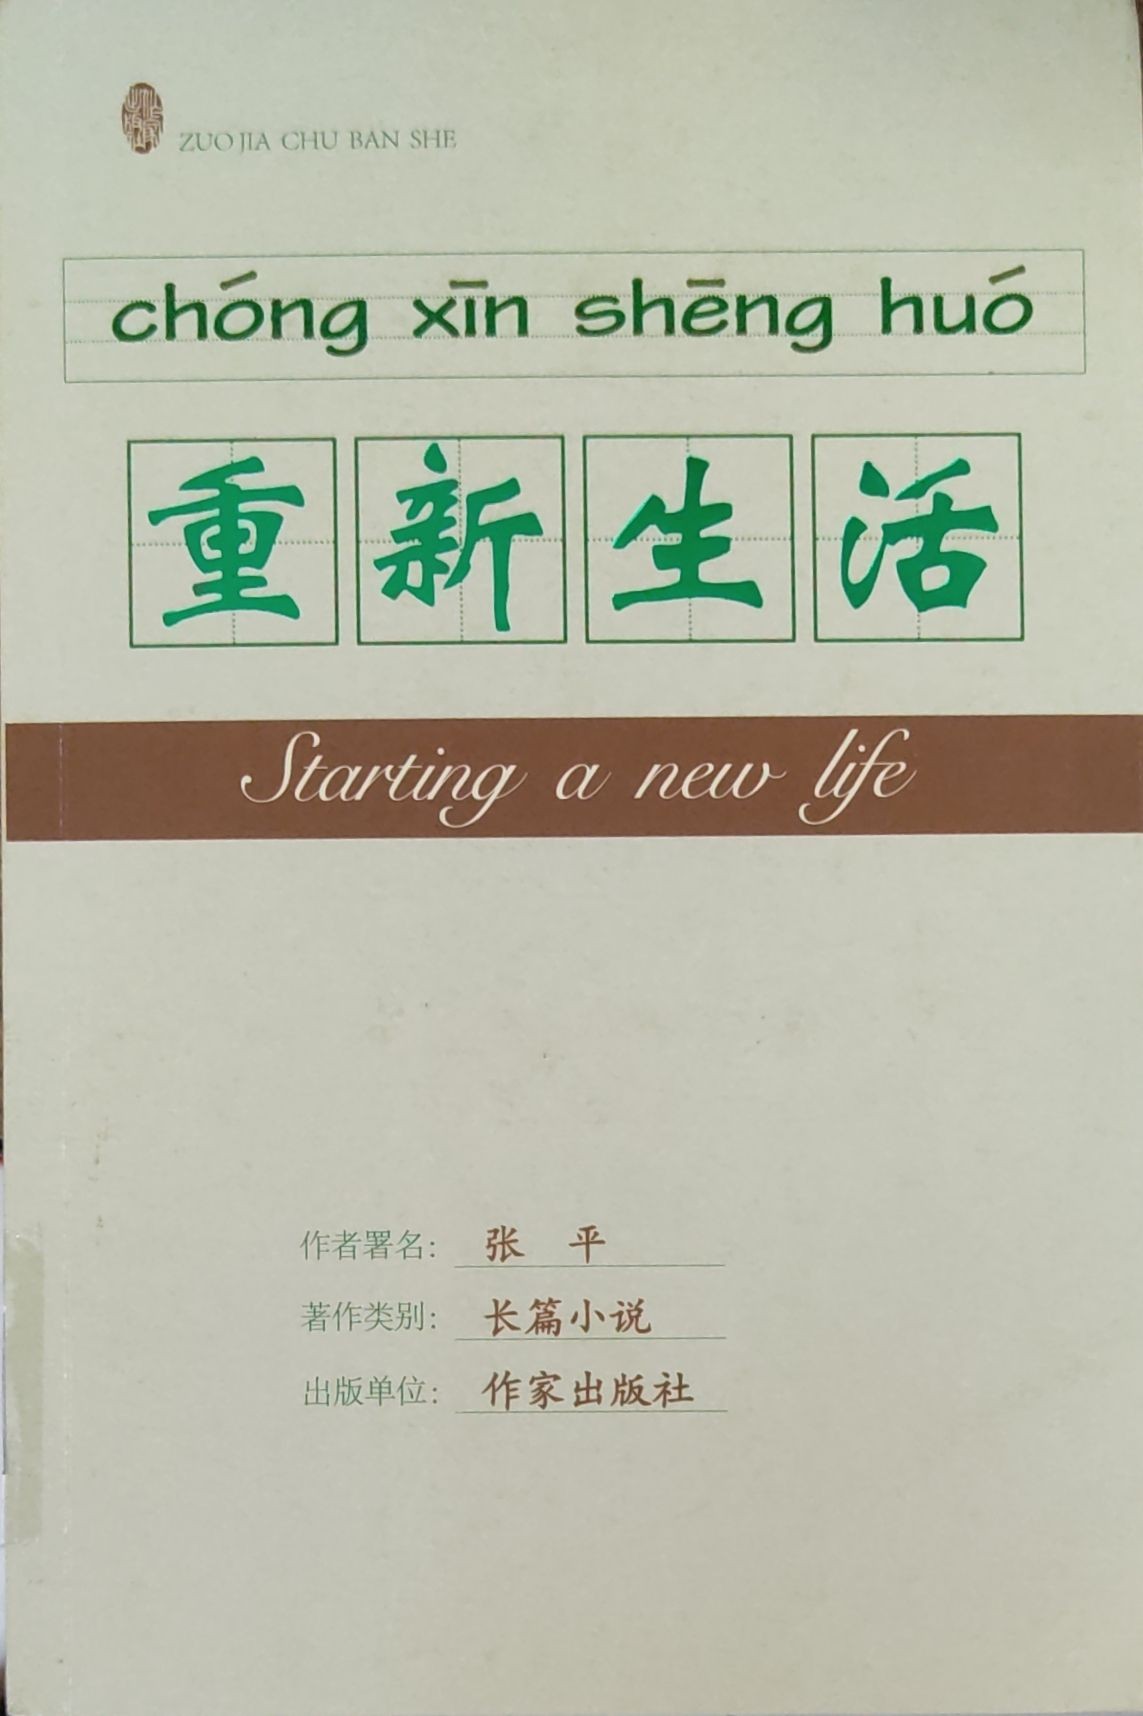 ZUO JIA CHU BAN SHE
chóng xīn shēng huó
重新生活
Starting a new life
作者署名： 张 平
著作类别： 长篇小说
出版单位： 作家出版社